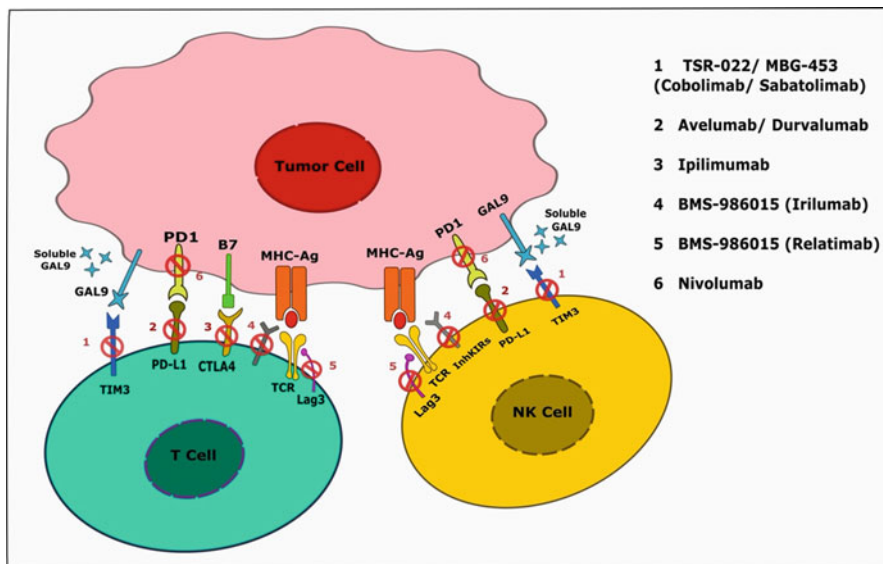 Tumor Cell
Soluble
GAL9
GAL9
PD1
B7
MHC-Ag
MHC-Ag
PD1
GAL9
Soluble
GAL9
6
6
1
2
3
4
5
TIM3
PD-L1
CTLA4
TCR
Lag3
T Cell
5
4
2
1
Lag3
TCR
InhKIRs
PD-L1
TIM3
NK Cell
1 TSR-022/ MBG-453
(Cobolimab/ Sabatolimab)
2 Avelumab/ Durvalumab
3 Ipilimumab
4 BMS-986015 (Irilumab)
5 BMS-986015 (Relatimab)
6 Nivolumab